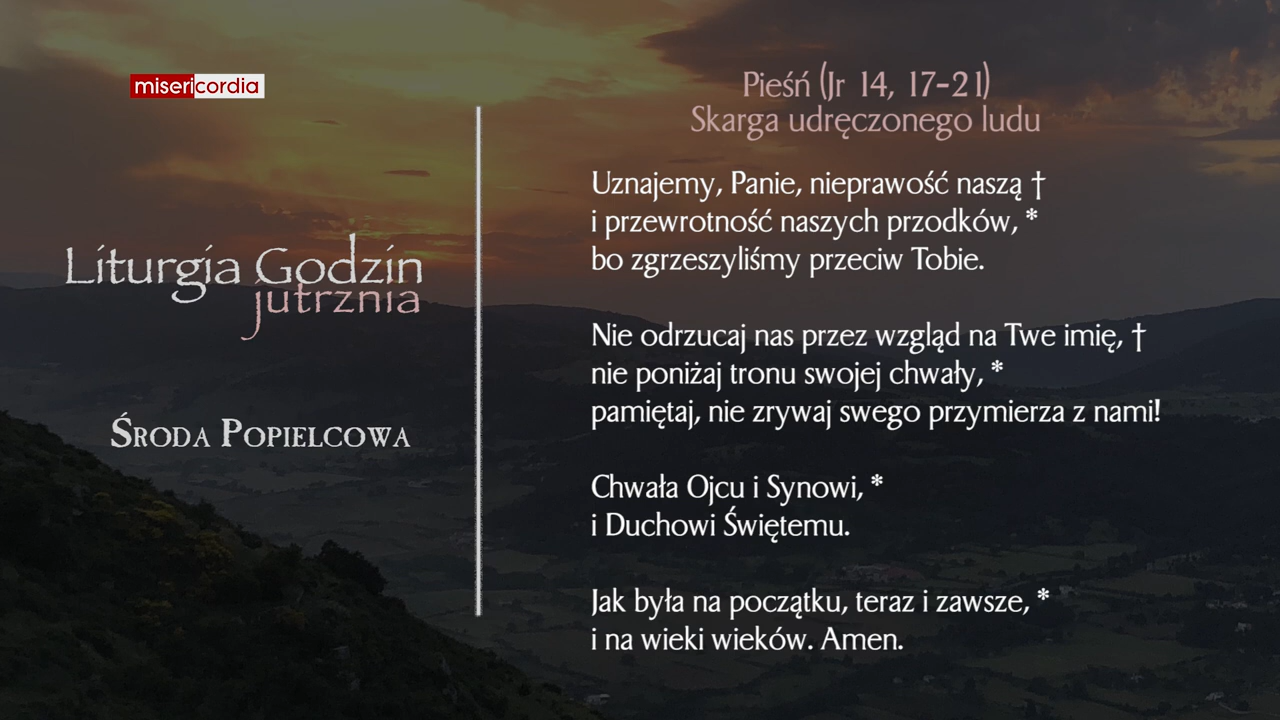 misericordia
Liturgia Godzin
jutrznia
Środa Popielcowa
Pieśń (Jr 14, 17-21)
Skarga udręczonego ludu
Uznajemy, Panie, nieprawość naszą †
i przewrotność naszych przodków, *
bo zgrzeszyliśmy przeciw Tobie.
Nie odrzucaj nas przez wzgląd na Twe imię, †
nie poniżaj tronu swojej chwały, *
pamiętaj, nie zrywaj swego przymierza z nami!
Chwała Ojcu i Synowi, *
i Duchowi Świętemu.
Jak była na początku, teraz i zawsze, *
i na wieki wieków. Amen.